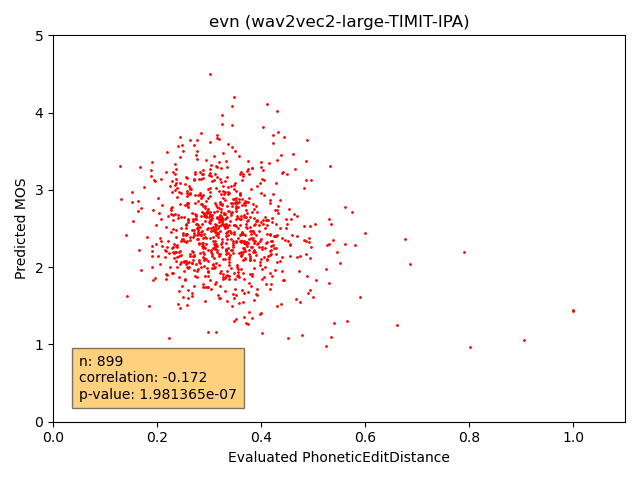 evn (wav2vec2-large-TIMIT-IPA)
5
4
3
2
1
0
Predicted MOS
n: 899
correlation: -0.172
p-value: 1.981365e-07
0.0 0.2 0.4 0.6 0.8 1.0
Evaluated PhoneticEditDistance